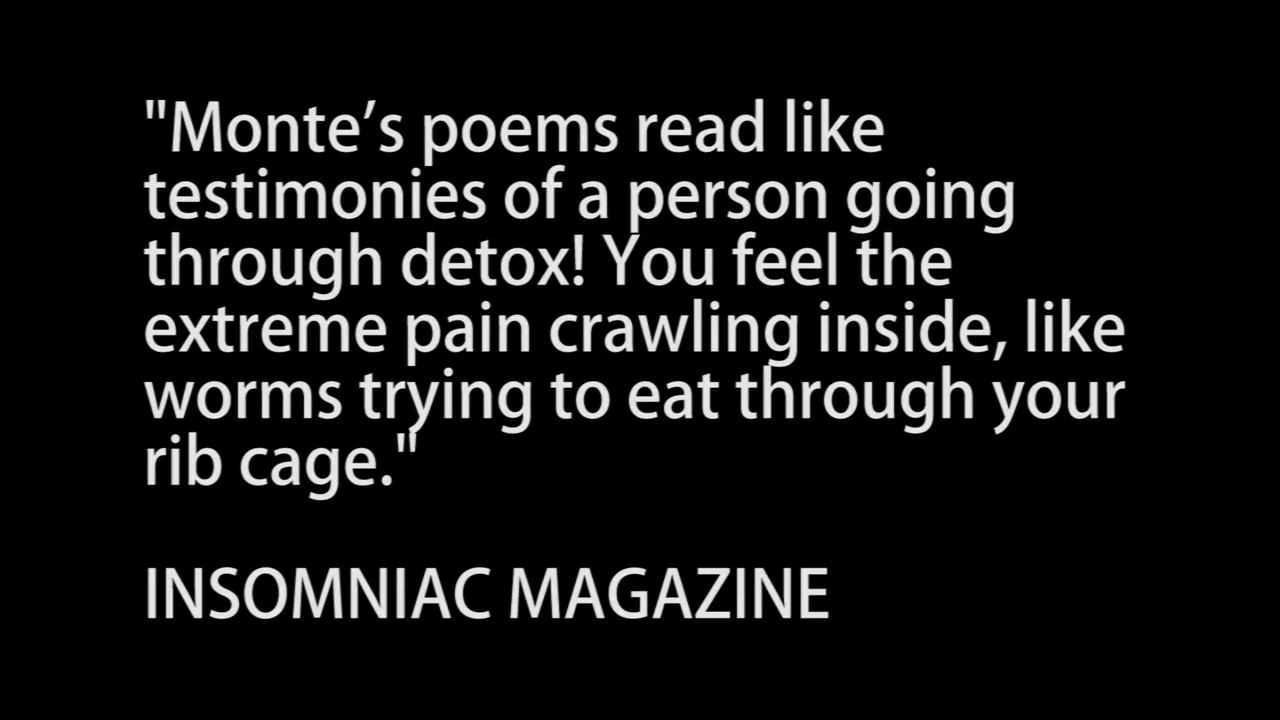 "Monte’s poems read like
testimonies of a person going
through detox! You feel the
extreme pain crawling inside, like
worms trying to eat through your
rib cage."
INSOMNIAC MAGAZINE